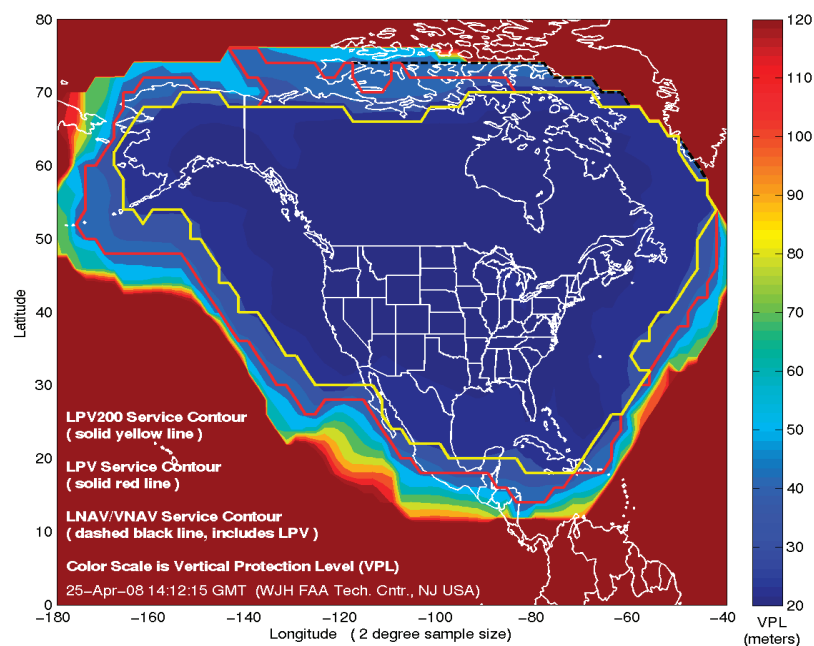 80
70
60
50
40
30
20
10
0
Latitude
−180
−160
−140
−120
−100
−80
−60
−40
Longitude ( 2 degree sample size)
LPV200 Service Contour
( solid yellow line )
LPV Service Contour
( solid red line )
LNAV/VNAV Service Contour
( dashed black line, includes LPV )
Color Scale is Vertical Protection Level (VPL)
25−Apr−08 14:12:15 GMT (WJH FAA Tech. Cntr., NJ USA)
120
110
100
90
80
70
60
50
40
30
20
VPL
(meters)